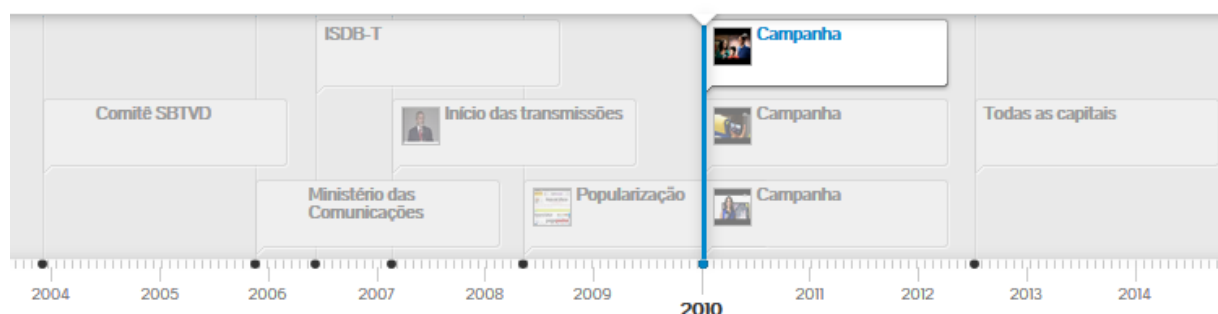 ISDB-T
Campanha
Comitê SBTVD
Início das transmissões
Campanha
Todas as capitais
Ministério das
Comunicações
Popularização
Campanha
2004
2005
2006
2007
2008
2009
2010
2011
2012
2013
2014